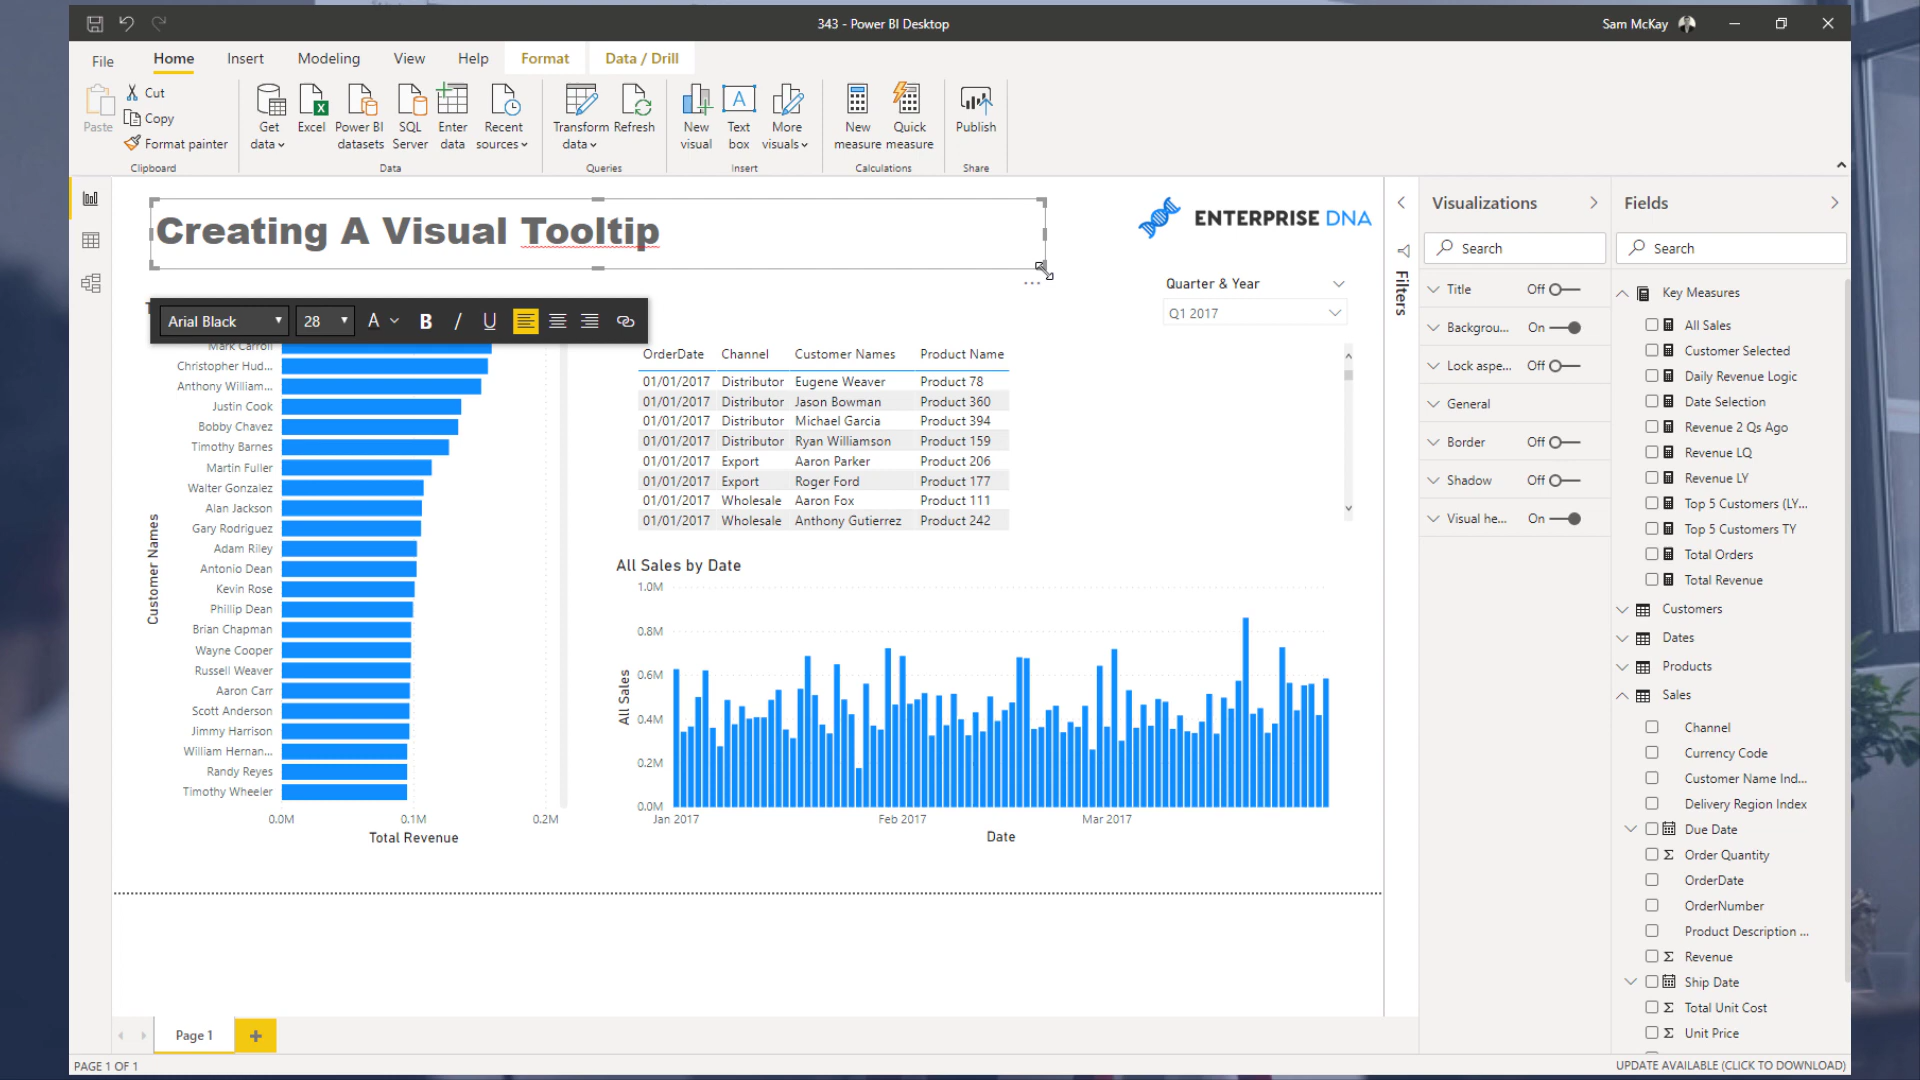 343 - Power BI Desktop
Sam McKay
File Home Insert Modeling View Help Format Data / Drill
Paste
Cut
Copy
Format painter
Clipboard
Get data
Excel
Power BI datasets
SQL Server
Enter data
Recent sources
Data
Transform data
Refresh
Queries
New visual
Text box
More visuals
Insert
New measure
Quick measure
Calculations
Publish
Share
Creating A Visual Tooltip
ENTERPRISE DNA
Arial Black 28 A B / U
Quarter & Year
Q1 2017
Customer Names
Mark Carroll
Christopher Hud...
Anthony William...
Justin Cook
Bobby Chavez
Timothy Barnes
Martin Fuller
Walter Gonzalez
Alan Jackson
Gary Rodriguez
Adam Riley
Antonio Dean
Kevin Rose
Phillip Dean
Brian Chapman
Wayne Cooper
Russell Weaver
Aaron Carr
Scott Anderson
Jimmy Harrison
William Hernan...
Randy Reyes
Timothy Wheeler
0.0M 0.1M 0.2M
Total Revenue
OrderDate Channel Customer Names Product Name
01/01/2017 Distributor Eugene Weaver Product 78
01/01/2017 Distributor Jason Bowman Product 360
01/01/2017 Distributor Michael Garcia Product 394
01/01/2017 Distributor Ryan Williamson Product 159
01/01/2017 Export Aaron Parker Product 206
01/01/2017 Export Roger Ford Product 177
01/01/2017 Wholesale Aaron Fox Product 111
01/01/2017 Wholesale Anthony Gutierrez Product 242
All Sales by Date
All Sales
1.0M
0.8M
0.6M
0.4M
0.2M
0.0M
Jan 2017 Feb 2017 Mar 2017
Date
Filters
Visualizations
Search
Title Off
Backgrou... On
Lock aspe... Off
General
Border Off
Shadow Off
Visual he... On
Fields
Search
Key Measures
All Sales
Customer Selected
Daily Revenue Logic
Date Selection
Revenue 2 Qs Ago
Revenue LQ
Revenue LY
Top 5 Customers (LY...
Top 5 Customers TY
Total Orders
Total Revenue
Customers
Dates
Products
Sales
Channel
Currency Code
Customer Name Ind...
Delivery Region Index
Due Date
Σ Order Quantity
OrderDate
OrderNumber
Product Description ...
Σ Revenue
Ship Date
Σ Total Unit Cost
Σ Unit Price
Page 1
PAGE 1 OF 1
UPDATE AVAILABLE (CLICK TO DOWNLOAD)